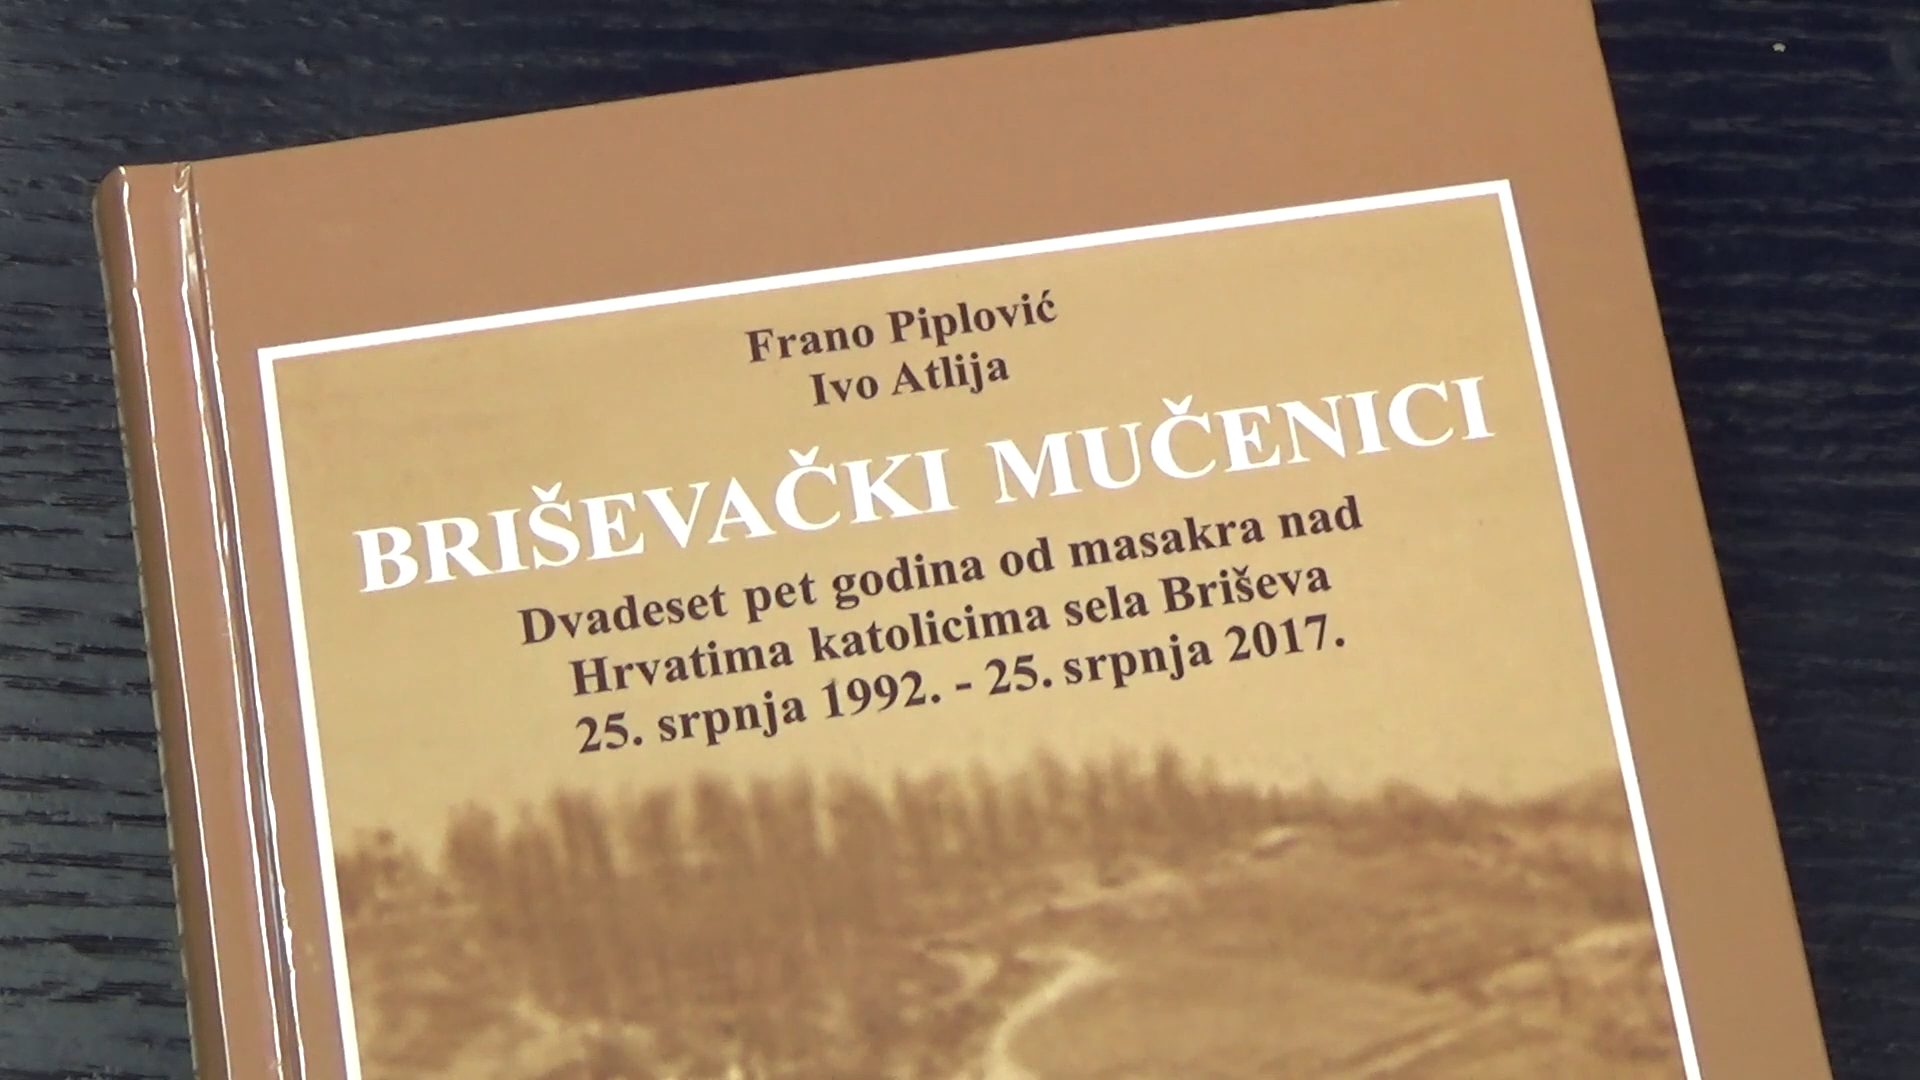 Frano Piplović
Ivo Atlija
BRIŠEVAČKI MUČENICI
Dvadeset pet godina od masakra nad
Hrvatima katolicima sela Briševa
25. srpnja 1992. - 25. srpnja 2017.